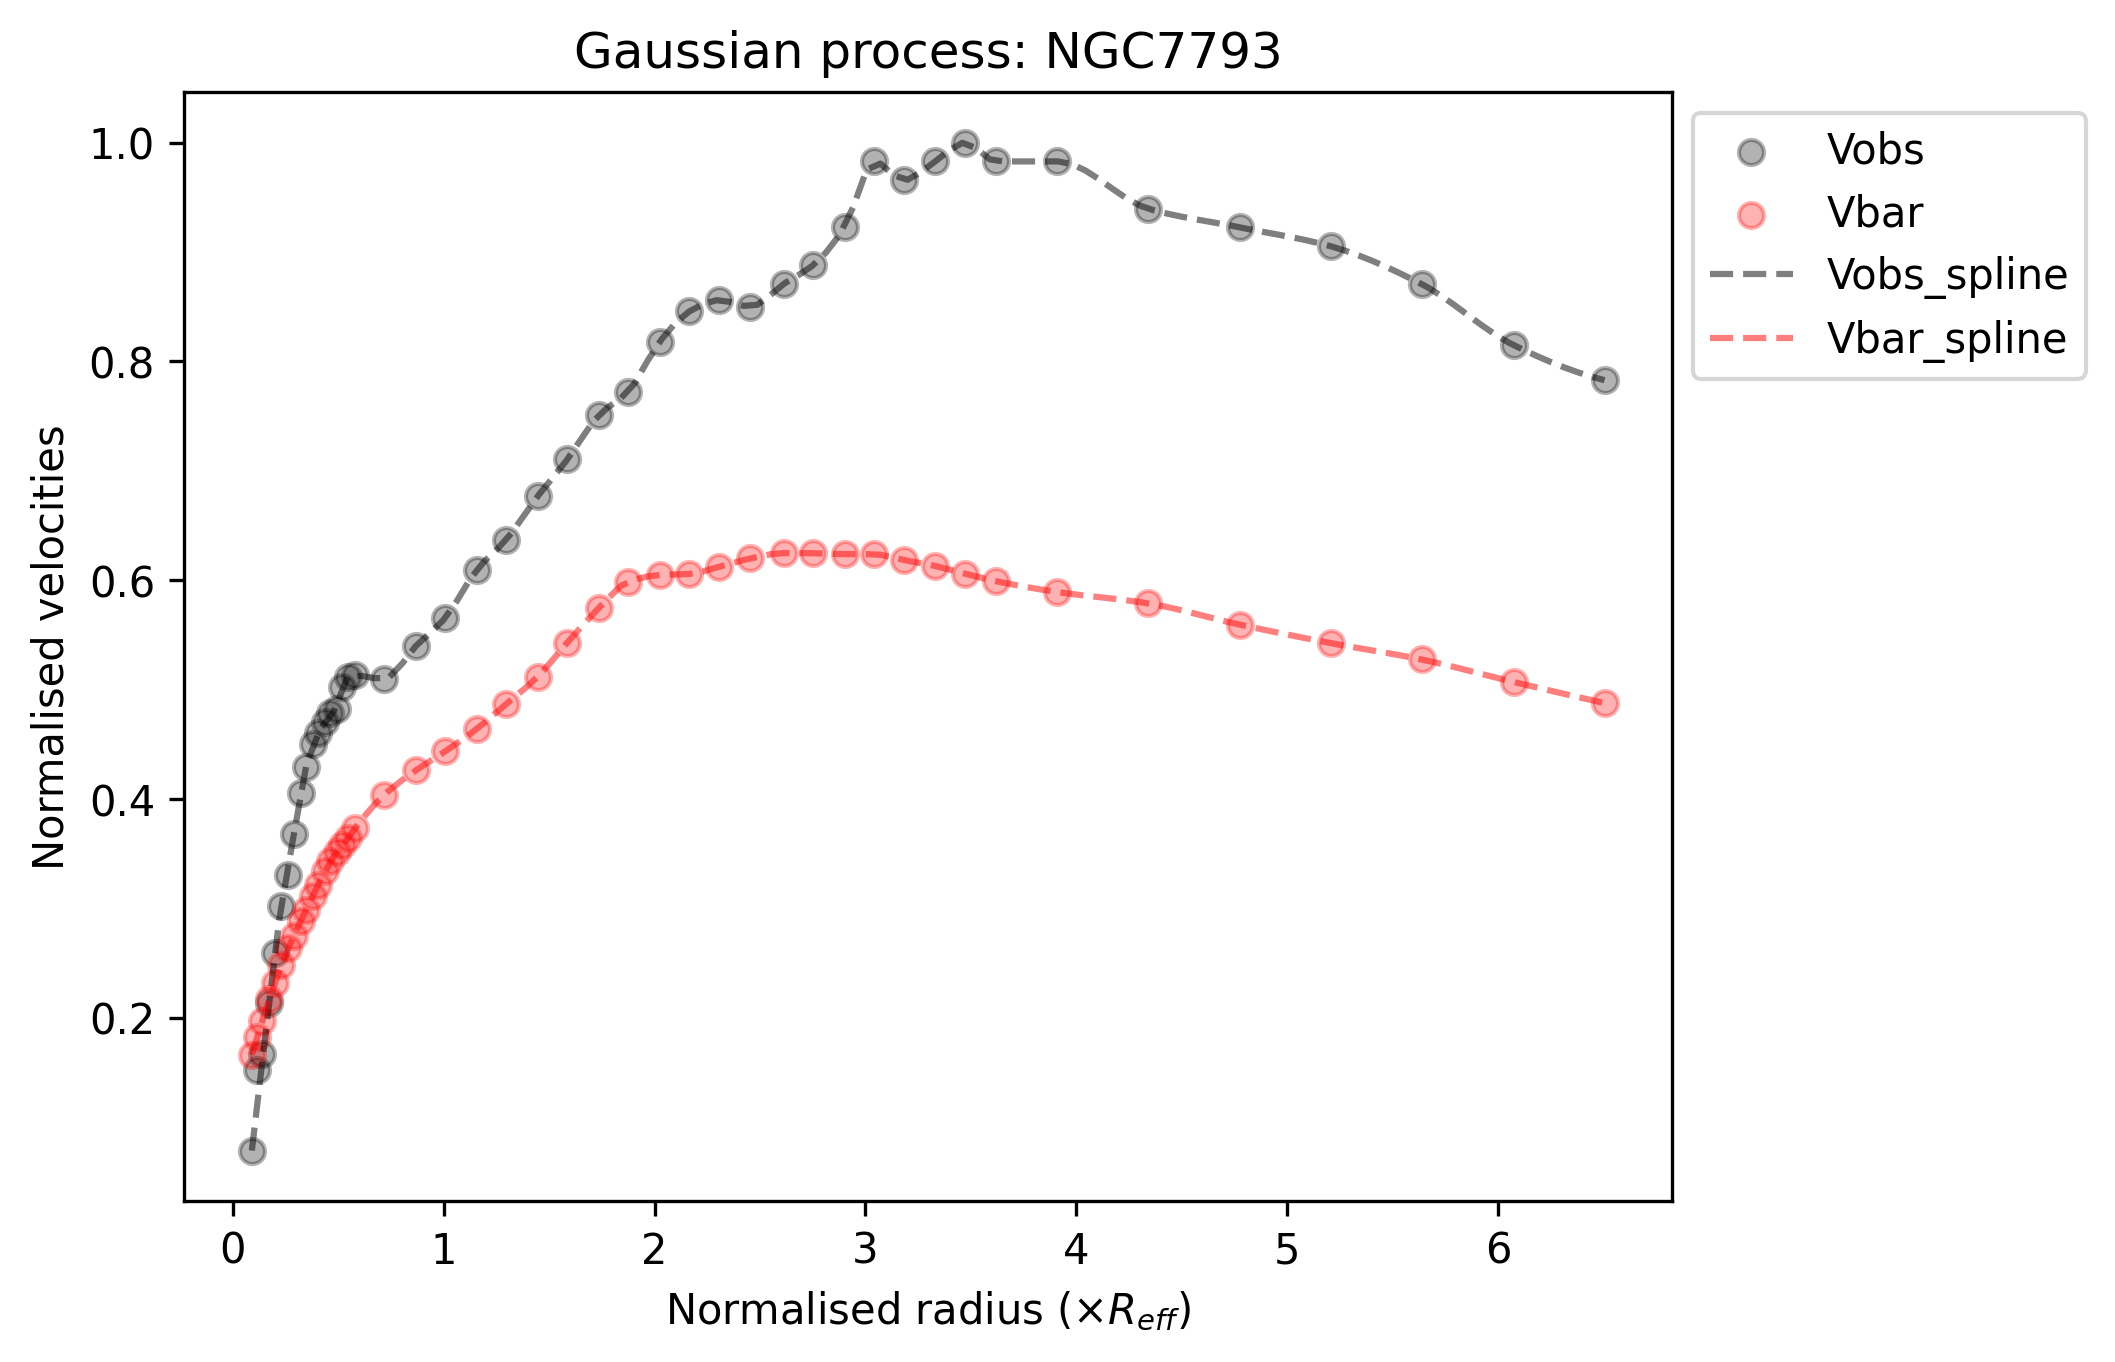 Gaussian process: NGC7793
Normalised velocities
1.0
0.8
0.6
0.4
0.2
0 1 2 3 4 5 6
Normalised radius (×R_eff)
Vobs
Vbar
Vobs_spline
Vbar_spline